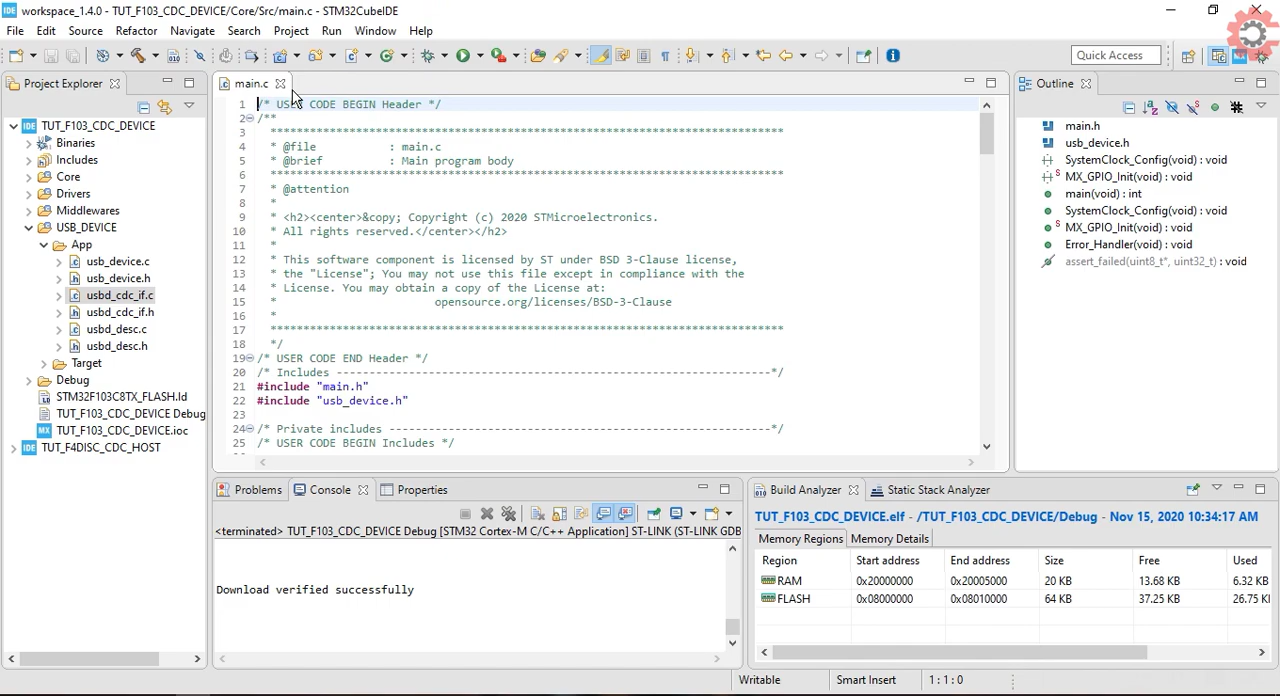 workspace_1.4.0 - TUT_F103_CDC_DEVICE/Core/Src/main.c - STM32CubeIDE
File Edit Source Refactor Navigate Search Project Run Window Help
Quick Access
Project Explorer
TUT_F103_CDC_DEVICE
Binaries
Includes
Core
Drivers
Middlewares
USB_DEVICE
App
usb_device.c
usb_device.h
usbd_cdc_if.c
usbd_cdc_if.h
usbd_desc.c
usbd_desc.h
Target
Debug
STM32F103C8TX_FLASH.ld
TUT_F103_CDC_DEVICE Debug
TUT_F103_CDC_DEVICE.ioc
TUT_F4DISC_CDC_HOST
main.c
1 /* USER CODE BEGIN Header */
2 /**
3 ******************************************************************************
4 * @file : main.c
5 * @brief : Main program body
6 ******************************************************************************
7 * @attention
8 *
9 * <h2><center>&copy; Copyright (c) 2020 STMicroelectronics.
10 * All rights reserved.</center></h2>
11 *
12 * This software component is licensed by ST under BSD 3-Clause license,
13 * the "License"; You may not use this file except in compliance with the
14 * License. You may obtain a copy of the License at:
15 * opensource.org/licenses/BSD-3-Clause
16 *
17 ******************************************************************************
18 */
19 /* USER CODE END Header */
20 /* Includes ------------------------------------------------------------------*/
21 #include "main.h"
22 #include "usb_device.h"
23
24 /* Private includes ----------------------------------------------------------*/
25 /* USER CODE BEGIN Includes */
Outline
main.h
usb_device.h
SystemClock_Config(void) : void
MX_GPIO_Init(void) : void
main(void) : int
SystemClock_Config(void) : void
MX_GPIO_Init(void) : void
Error_Handler(void) : void
assert_failed(uint8_t*, uint32_t) : void
Problems Console Properties
<terminated> TUT_F103_CDC_DEVICE Debug [STM32 Cortex-M C/C++ Application] ST-LINK (ST-LINK GDB
Download verified successfully
Build Analyzer Static Stack Analyzer
TUT_F103_CDC_DEVICE.elf - /TUT_F103_CDC_DEVICE/Debug - Nov 15, 2020 10:34:17 AM
Memory Regions Memory Details
Region Start address End address Size Free Used
RAM 0x20000000 0x20005000 20 KB 13.68 KB 6.32 KB
FLASH 0x08000000 0x08010000 64 KB 37.25 KB 26.75 KI
Writable Smart Insert 1 : 1 : 0